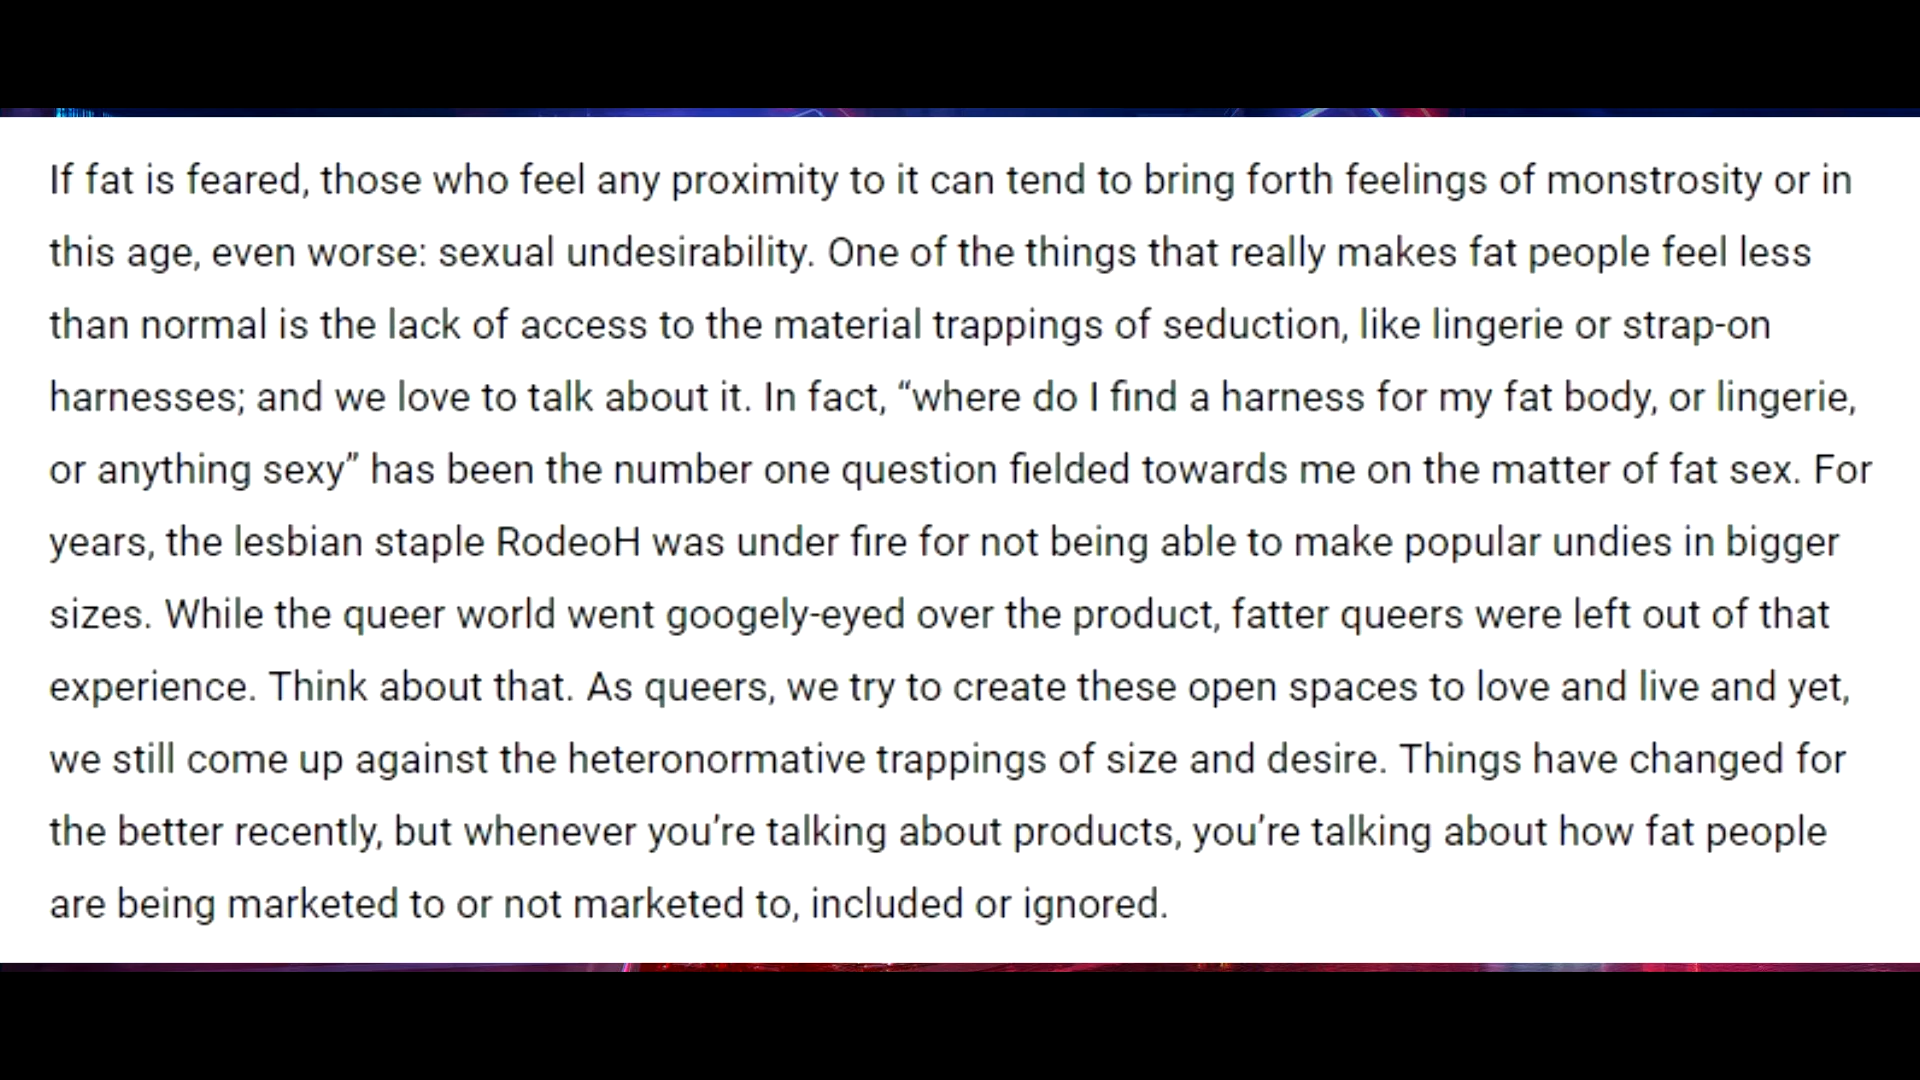 If fat is feared, those who feel any proximity to it can tend to bring forth feelings of monstrosity or in
this age, even worse: sexual undesirability. One of the things that really makes fat people feel less
than normal is the lack of access to the material trappings of seduction, like lingerie or strap-on
harnesses; and we love to talk about it. In fact, “where do I find a harness for my fat body, or lingerie,
or anything sexy” has been the number one question fielded towards me on the matter of fat sex. For
years, the lesbian staple RodeoH was under fire for not being able to make popular undies in bigger
sizes. While the queer world went googely-eyed over the product, fatter queers were left out of that
experience. Think about that. As queers, we try to create these open spaces to love and live and yet,
we still come up against the heteronormative trappings of size and desire. Things have changed for
the better recently, but whenever you’re talking about products, you’re talking about how fat people
are being marketed to or not marketed to, included or ignored.